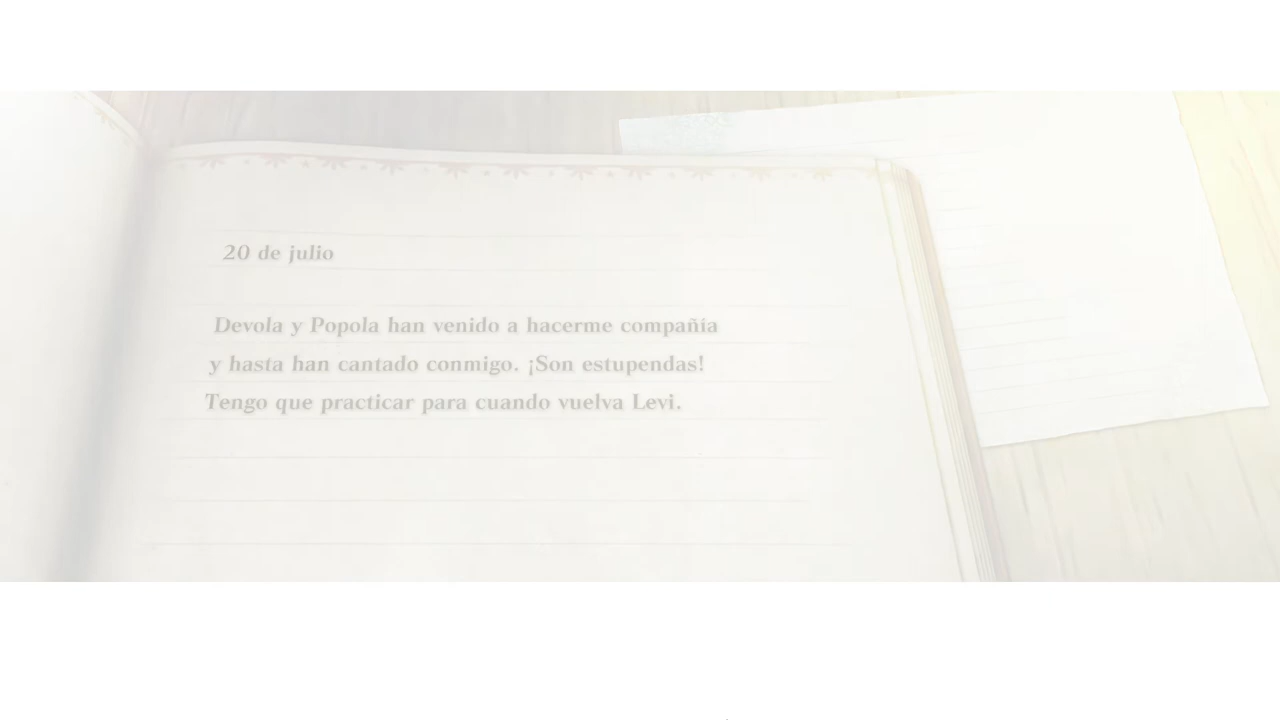 20 de julio
Devola y Popola han venido a hacerme compañía
y hasta han cantado conmigo. ¡Son estupendas!
Tengo que practicar para cuando vuelva Levi.